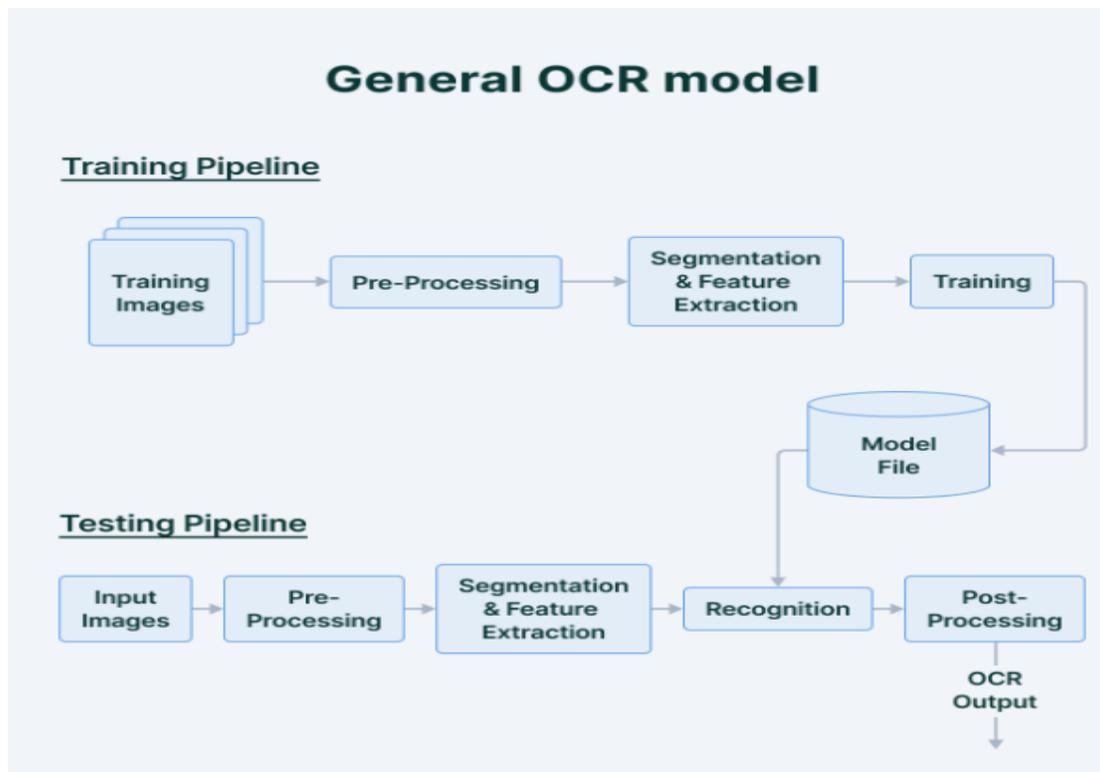 General OCR model
Training Pipeline
Training
Images
Pre-Processing
Segmentation
& Feature
Extraction
Training
Model
File
Testing Pipeline
Input
Images
Pre-
Processing
Segmentation
& Feature
Extraction
Recognition
Post-
Processing
OCR
Output